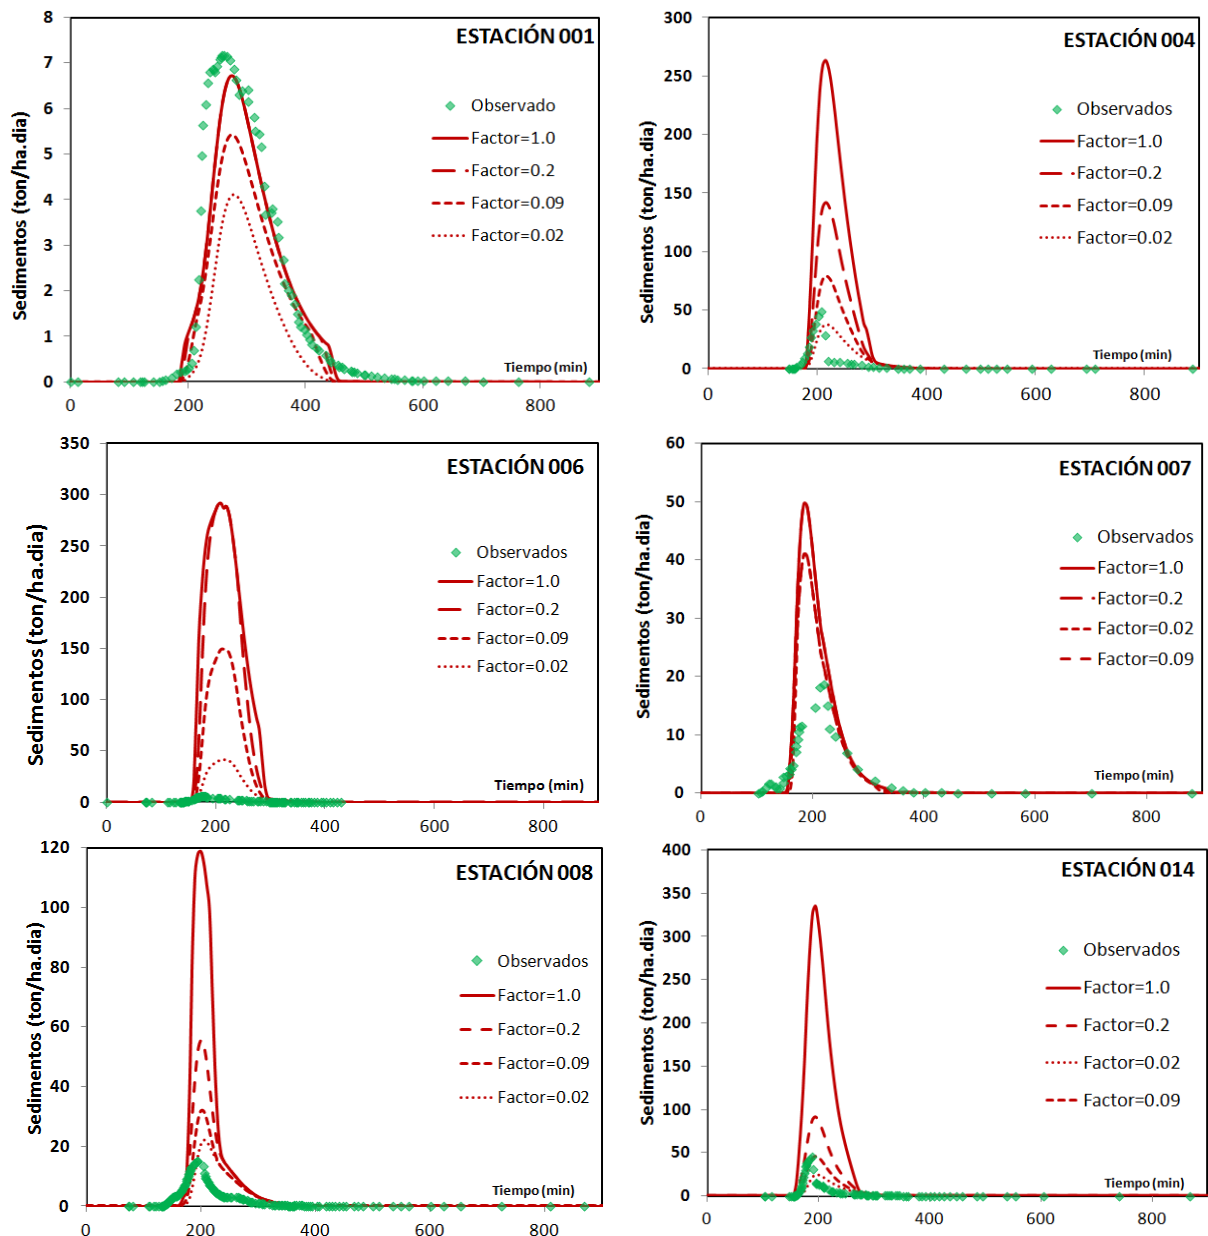 ESTACIÓN 001
Sedimentos (ton/ha.dia)
8
7
6
5
4
3
2
1
0
0 200 400 600 800
Tiempo (min)
Observado
Factor=1.0
Factor=0.2
Factor=0.09
Factor=0.02
ESTACIÓN 004
Sedimentos (ton/ha.dia)
300
250
200
150
100
50
0
0 200 400 600 800
Tiempo (min)
Observados
Factor=1.0
Factor=0.2
Factor=0.09
Factor=0.02
ESTACIÓN 006
Sedimentos (ton/ha.dia)
350
300
250
200
150
100
50
0
0 200 400 600 800
Tiempo (min)
Observados
Factor=1.0
Factor=0.2
Factor=0.09
Factor=0.02
ESTACIÓN 007
Sedimentos (ton/ha.dia)
60
50
40
30
20
10
0
0 200 400 600 800
Tiempo (min)
Observados
Factor=1.0
Factor=0.2
Factor=0.02
Factor=0.09
ESTACIÓN 008
Sedimentos (ton/ha.dia)
120
100
80
60
40
20
0
0 200 400 600 800
Tiempo (min)
Observados
Factor=1.0
Factor=0.2
Factor=0.09
Factor=0.02
ESTACIÓN 014
Sedimentos (ton/ha.dia)
400
350
300
250
200
150
100
50
0
0 200 400 600 800
Tiempo (min)
Observados
Factor=1.0
Factor=0.2
Factor=0.02
Factor=0.09